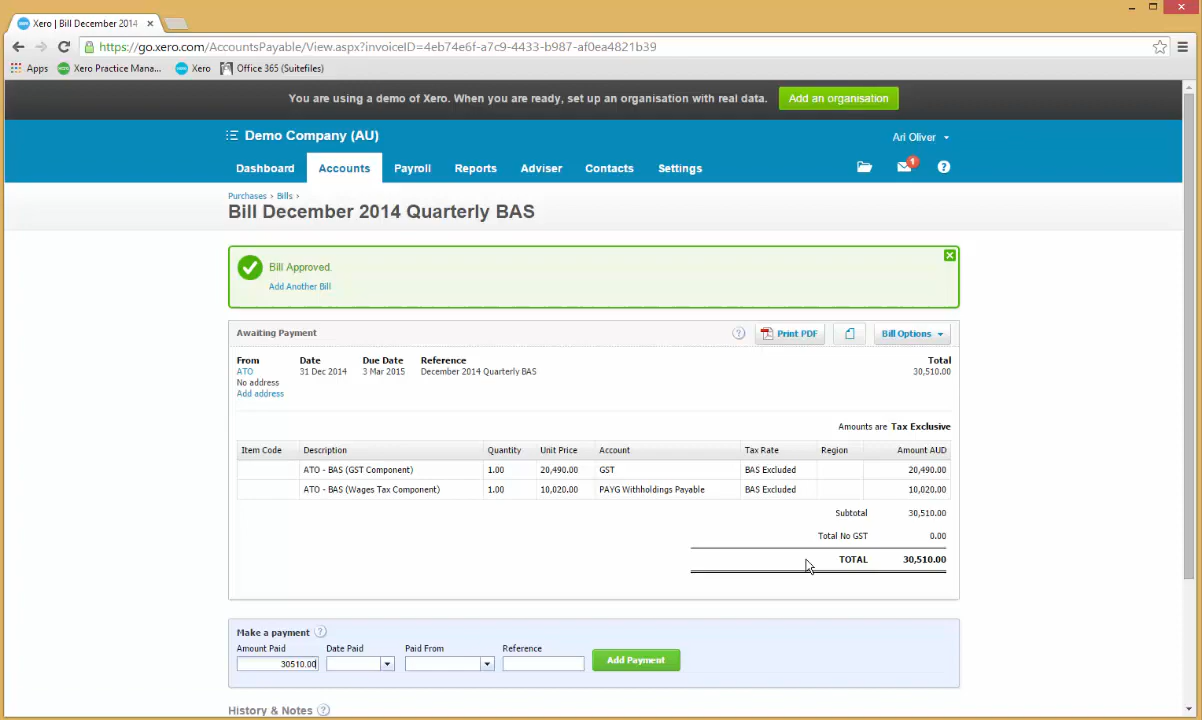 Xero | Bill December 2014
https://go.xero.com/AccountsPayable/View.aspx?invoiceID=4eb74e6f-a7c9-4433-b987-af0ea4821b39
Apps Xero Practice Mana... Xero Office 365 (Suitefiles)
You are using a demo of Xero. When you are ready, set up an organisation with real data. Add an organisation
Demo Company (AU) Ari Oliver
Dashboard Accounts Payroll Reports Adviser Contacts Settings 1 ?
Purchases › Bills ›
Bill December 2014 Quarterly BAS
Bill Approved.
Add Another Bill
Awaiting Payment ? Print PDF Bill Options
From Date Due Date Reference Total
ATO 31 Dec 2014 3 Mar 2015 December 2014 Quarterly BAS 30,510.00
No address
Add address
Amounts are Tax Exclusive
Item Code Description Quantity Unit Price Account Tax Rate Region Amount AUD
ATO - BAS (GST Component) 1.00 20,490.00 GST BAS Excluded 20,490.00
ATO - BAS (Wages Tax Component) 1.00 10,020.00 PAYG Withholdings Payable BAS Excluded 10,020.00
Subtotal 30,510.00
Total No GST 0.00
TOTAL 30,510.00
Make a payment ?
Amount Paid Date Paid Paid From Reference
30510.00 Add Payment
History & Notes ?